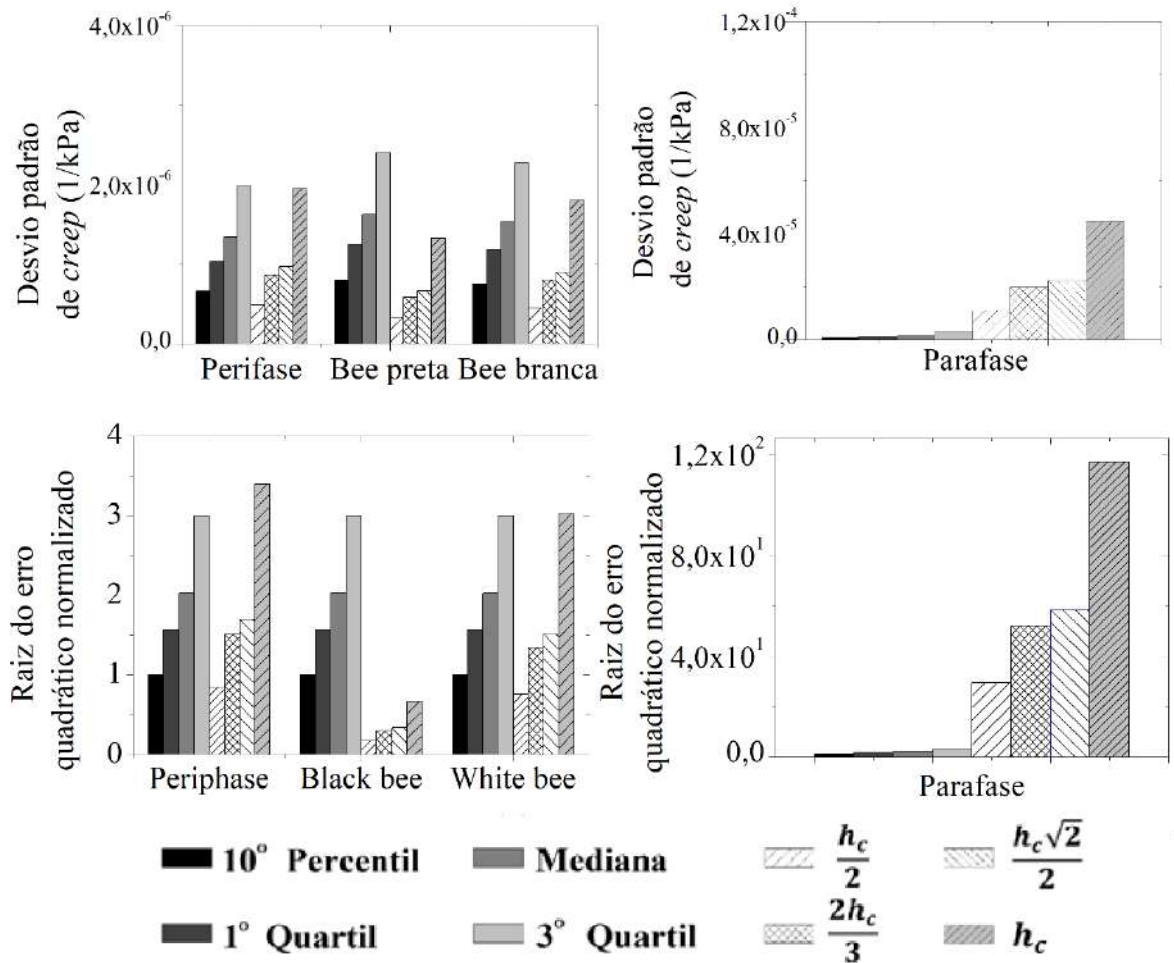 4,0x10⁻⁶
2,0x10⁻⁶
0,0
Desvio padrão
de creep (1/kPa)
Perifase Bee preta Bee branca
1,2x10⁻⁴
8,0x10⁻⁵
4,0x10⁻⁵
0,0
Desvio padrão
de creep (1/kPa)
Parafase
4
3
2
1
0
Raiz do erro
quadrático normalizado
Periphase Black bee White bee
1,2x10²
8,0x10¹
4,0x10¹
0,0
Raiz do erro
quadrático normalizado
Parafase
10° Percentil Mediana h_c/2 h_c√2/2
1° Quartil 3° Quartil 2h_c/3 h_c